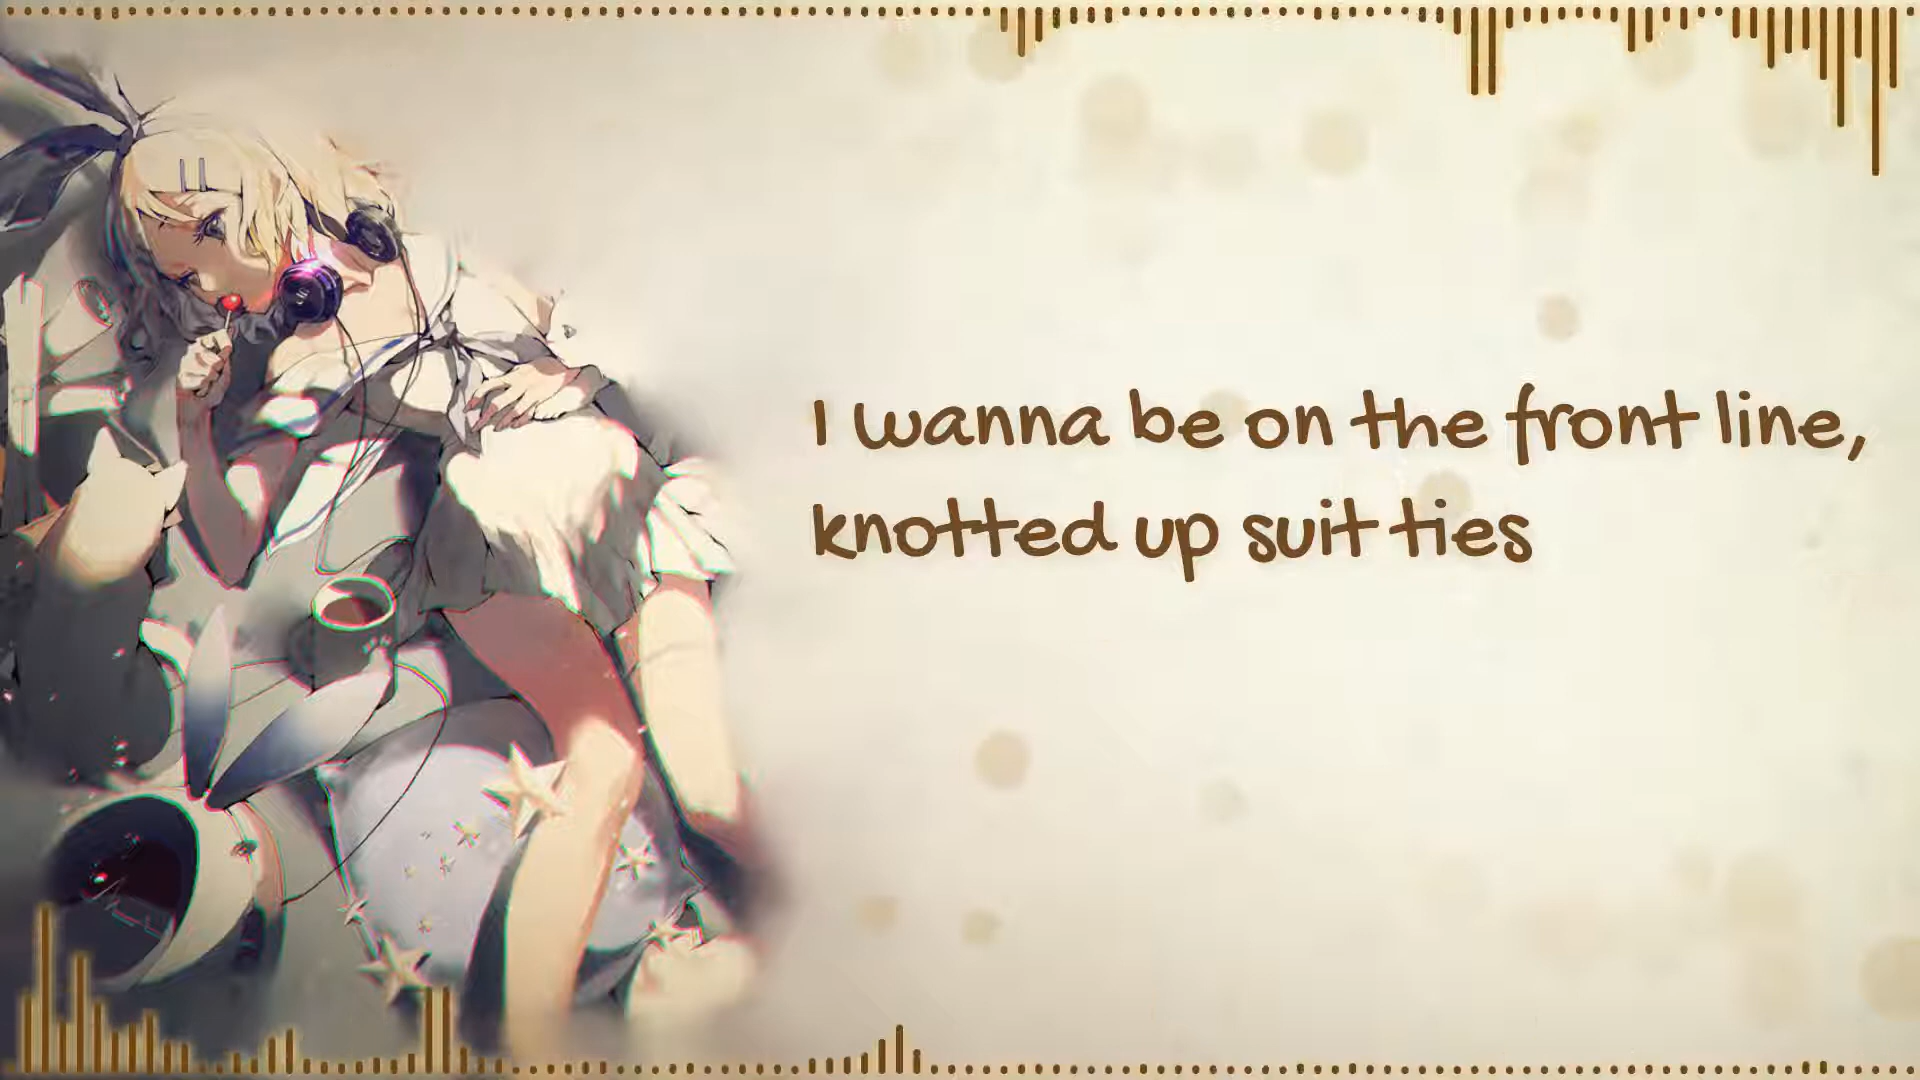 I wanna be on the front line,
knotted up suit ties